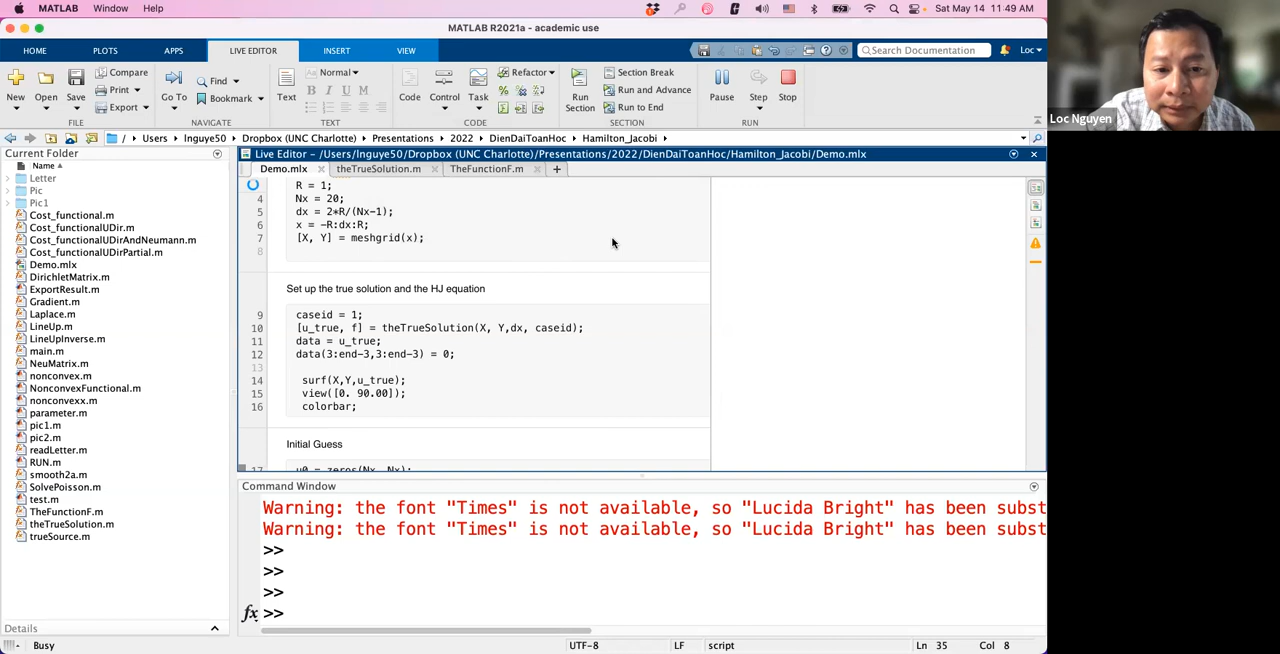 MATLAB Window Help Sat May 14 11:49 AM
MATLAB R2021a - academic use
HOME PLOTS APPS LIVE EDITOR INSERT VIEW Search Documentation Loc
New Open Save Compare Print Export Go To Find Bookmark Text Normal B I U M Code Control Task Refactor Run Section Section Break Run and Advance Run to End Pause Step Stop
FILE NAVIGATE TEXT CODE SECTION RUN
/ Users lnguye50 Dropbox (UNC Charlotte) Presentations 2022 DienDaiToanHoc Hamilton_Jacobi
Loc Nguyen
Current Folder
Name
Letter
Pic
Pic1
Cost_functional.m
Cost_functionalUDir.m
Cost_functionalUDirAndNeumann.m
Cost_functionalUDirPartial.m
Demo.mlx
DirichletMatrix.m
ExportResult.m
Gradient.m
Laplace.m
LineUp.m
LineUpInverse.m
main.m
NeuMatrix.m
nonconvex.m
NonconvexFunctional.m
nonconvexx.m
parameter.m
pic1.m
pic2.m
readLetter.m
RUN.m
smooth2a.m
SolvePoisson.m
test.m
TheFunctionF.m
theTrueSolution.m
trueSource.m
Details
Live Editor - /Users/lnguye50/Dropbox (UNC Charlotte)/Presentations/2022/DienDaiToanHoc/Hamilton_Jacobi/Demo.mlx
Demo.mlx theTrueSolution.m TheFunctionF.m
R = 1;
4 Nx = 20;
5 dx = 2*R/(Nx-1);
6 x = -R:dx:R;
7 [X, Y] = meshgrid(x);
8
Set up the true solution and the HJ equation
9 caseid = 1;
10 [u_true, f] = theTrueSolution(X, Y,dx, caseid);
11 data = u_true;
12 data(3:end-3,3:end-3) = 0;
13
14 surf(X,Y,u_true);
15 view([0. 90.00]);
16 colorbar;
Initial Guess
17 u0 = zeros(Nx, Nx);
Command Window
Warning: the font "Times" is not available, so "Lucida Bright" has been subst
Warning: the font "Times" is not available, so "Lucida Bright" has been subst
>>
>>
>>
fx >>
Busy UTF-8 LF script Ln 35 Col 8